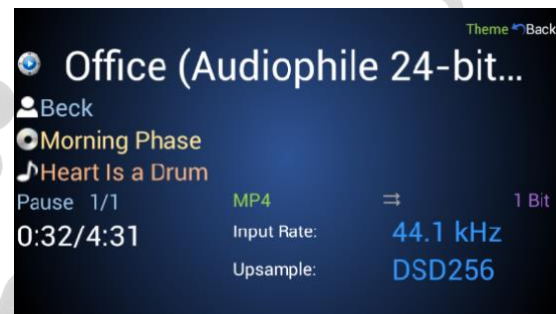 Theme Back
Office (Audiophile 24-bit...
Beck
Morning Phase
Heart Is a Drum
Pause 1/1 MP4 ⇉ 1 Bit
0:32/4:31 Input Rate: 44.1 kHz
Upsample: DSD256